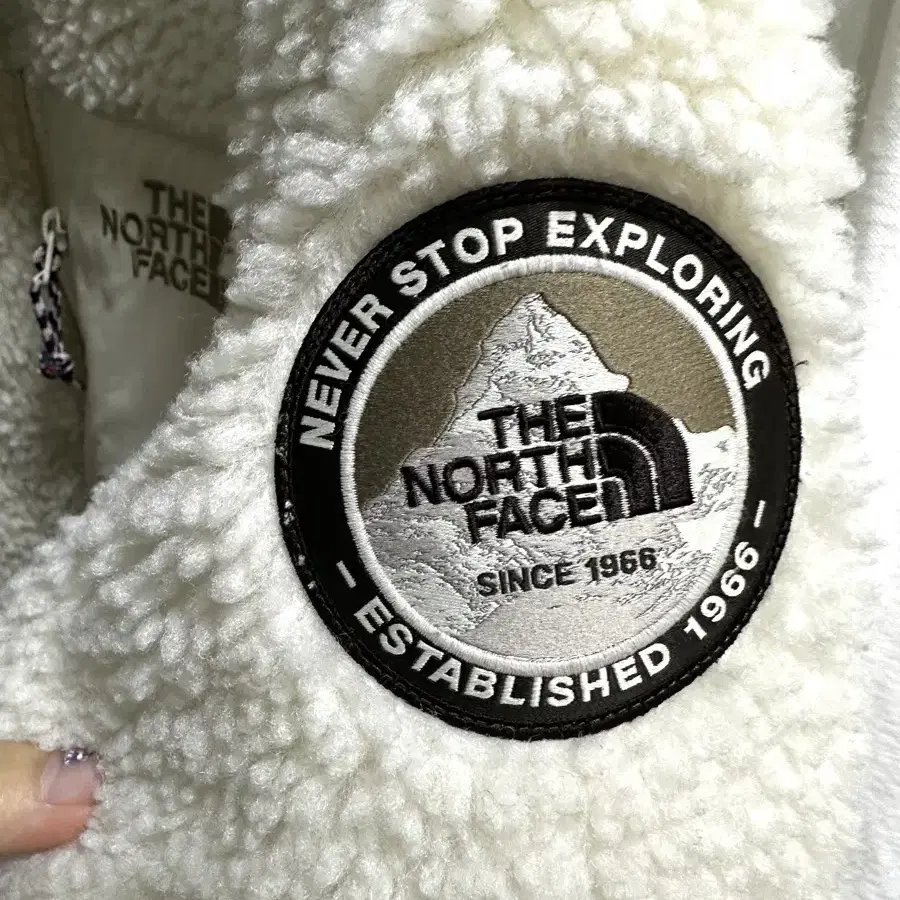 THE
NORTH
FACE
NEVER STOP EXPLORING
THE
NORTH
FACE
SINCE 1966
- ESTABLISHED 1966 -